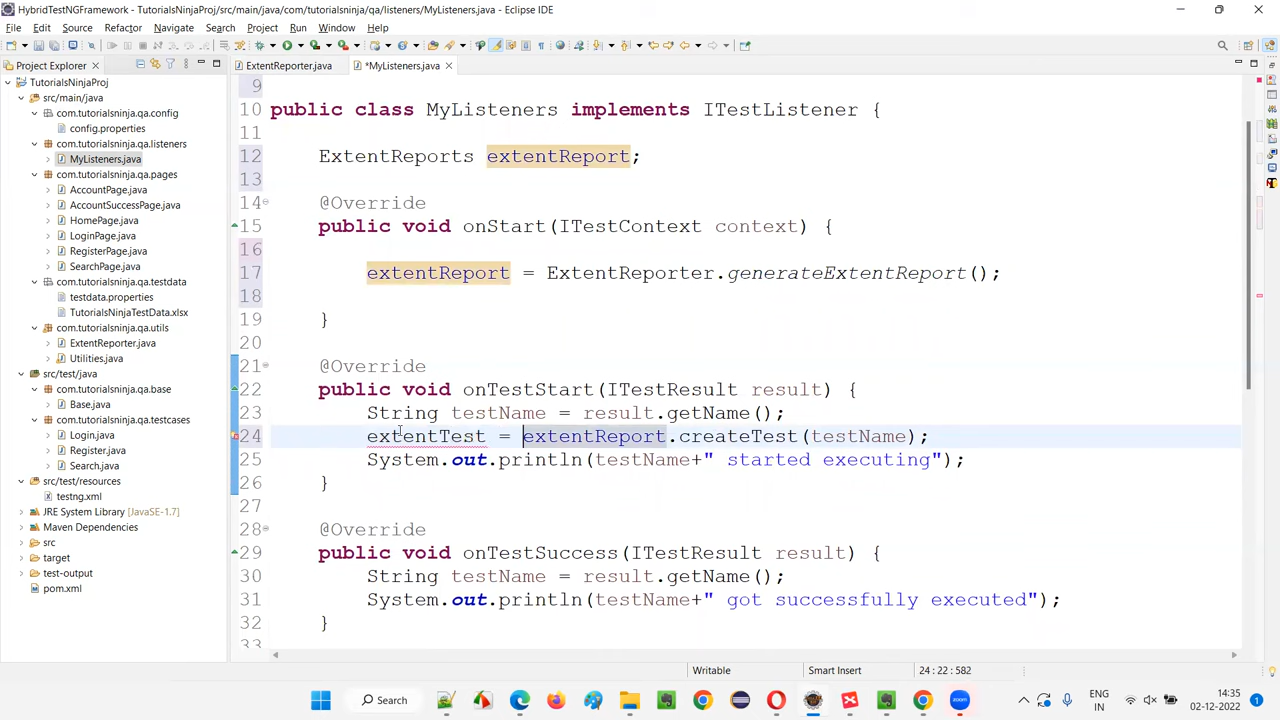 HybridTestNGFramework - TutorialsNinjaProj/src/main/java/com/tutorialsninja/qa/listeners/MyListeners.java - Eclipse IDE
File Edit Source Refactor Navigate Search Project Run Window Help
Project Explorer
ExtentReporter.java
*MyListeners.java
TutorialsNinjaProj
src/main/java
com.tutorialsninja.qa.config
config.properties
com.tutorialsninja.qa.listeners
MyListeners.java
com.tutorialsninja.qa.pages
AccountPage.java
AccountSuccessPage.java
HomePage.java
LoginPage.java
RegisterPage.java
SearchPage.java
com.tutorialsninja.qa.testdata
testdata.properties
TutorialsNinjaTestData.xlsx
com.tutorialsninja.qa.utils
ExtentReporter.java
Utilities.java
src/test/java
com.tutorialsninja.qa.base
Base.java
com.tutorialsninja.qa.testcases
Login.java
Register.java
Search.java
src/test/resources
testng.xml
JRE System Library [JavaSE-1.7]
Maven Dependencies
src
target
test-output
pom.xml
9
10 public class MyListeners implements ITestListener {
11
12 ExtentReports extentReport;
13
14 @Override
15 public void onStart(ITestContext context) {
16
17 extentReport = ExtentReporter.generateExtentReport();
18
19 }
20
21 @Override
22 public void onTestStart(ITestResult result) {
23 String testName = result.getName();
24 extentTest = extentReport.createTest(testName);
25 System.out.println(testName+" started executing");
26 }
27
28 @Override
29 public void onTestSuccess(ITestResult result) {
30 String testName = result.getName();
31 System.out.println(testName+" got successfully executed");
32 }
33
Writable Smart Insert 24 : 22 : 582
Search
ENG
IN
14:35
02-12-2022
1